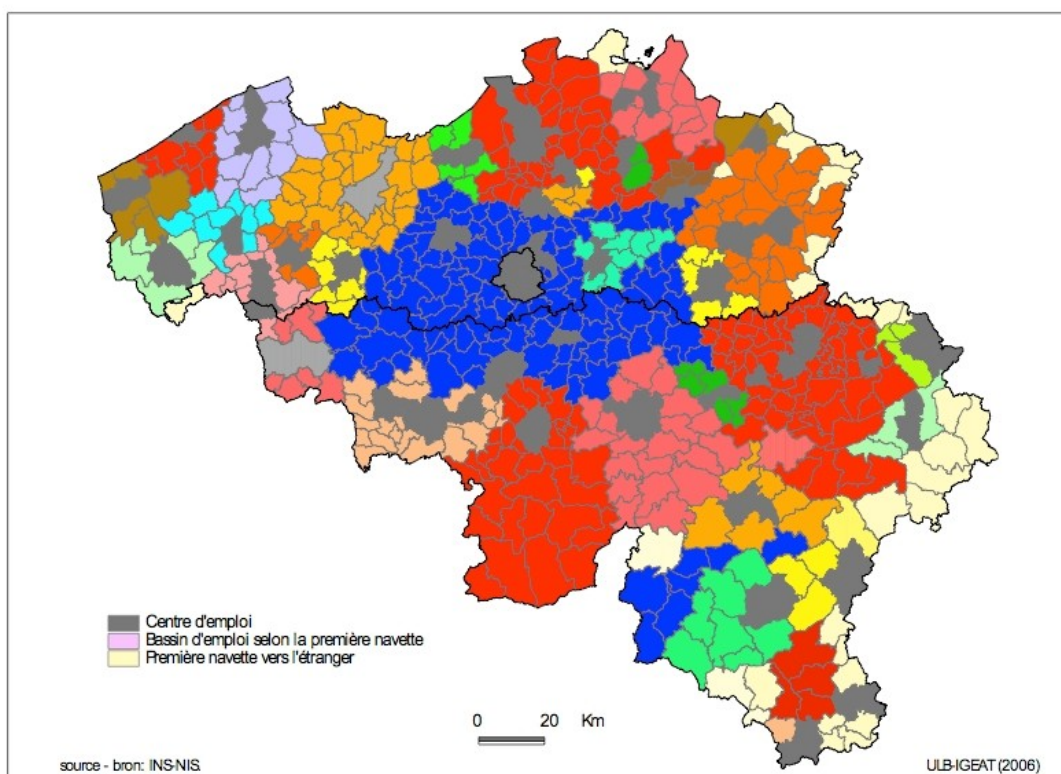 Centre d'emploi
Bassin d'emploi selon la première navette
Première navette vers l'étranger
0 20 Km
source - bron: INS-NIS.
ULB-IGEAT (2006)